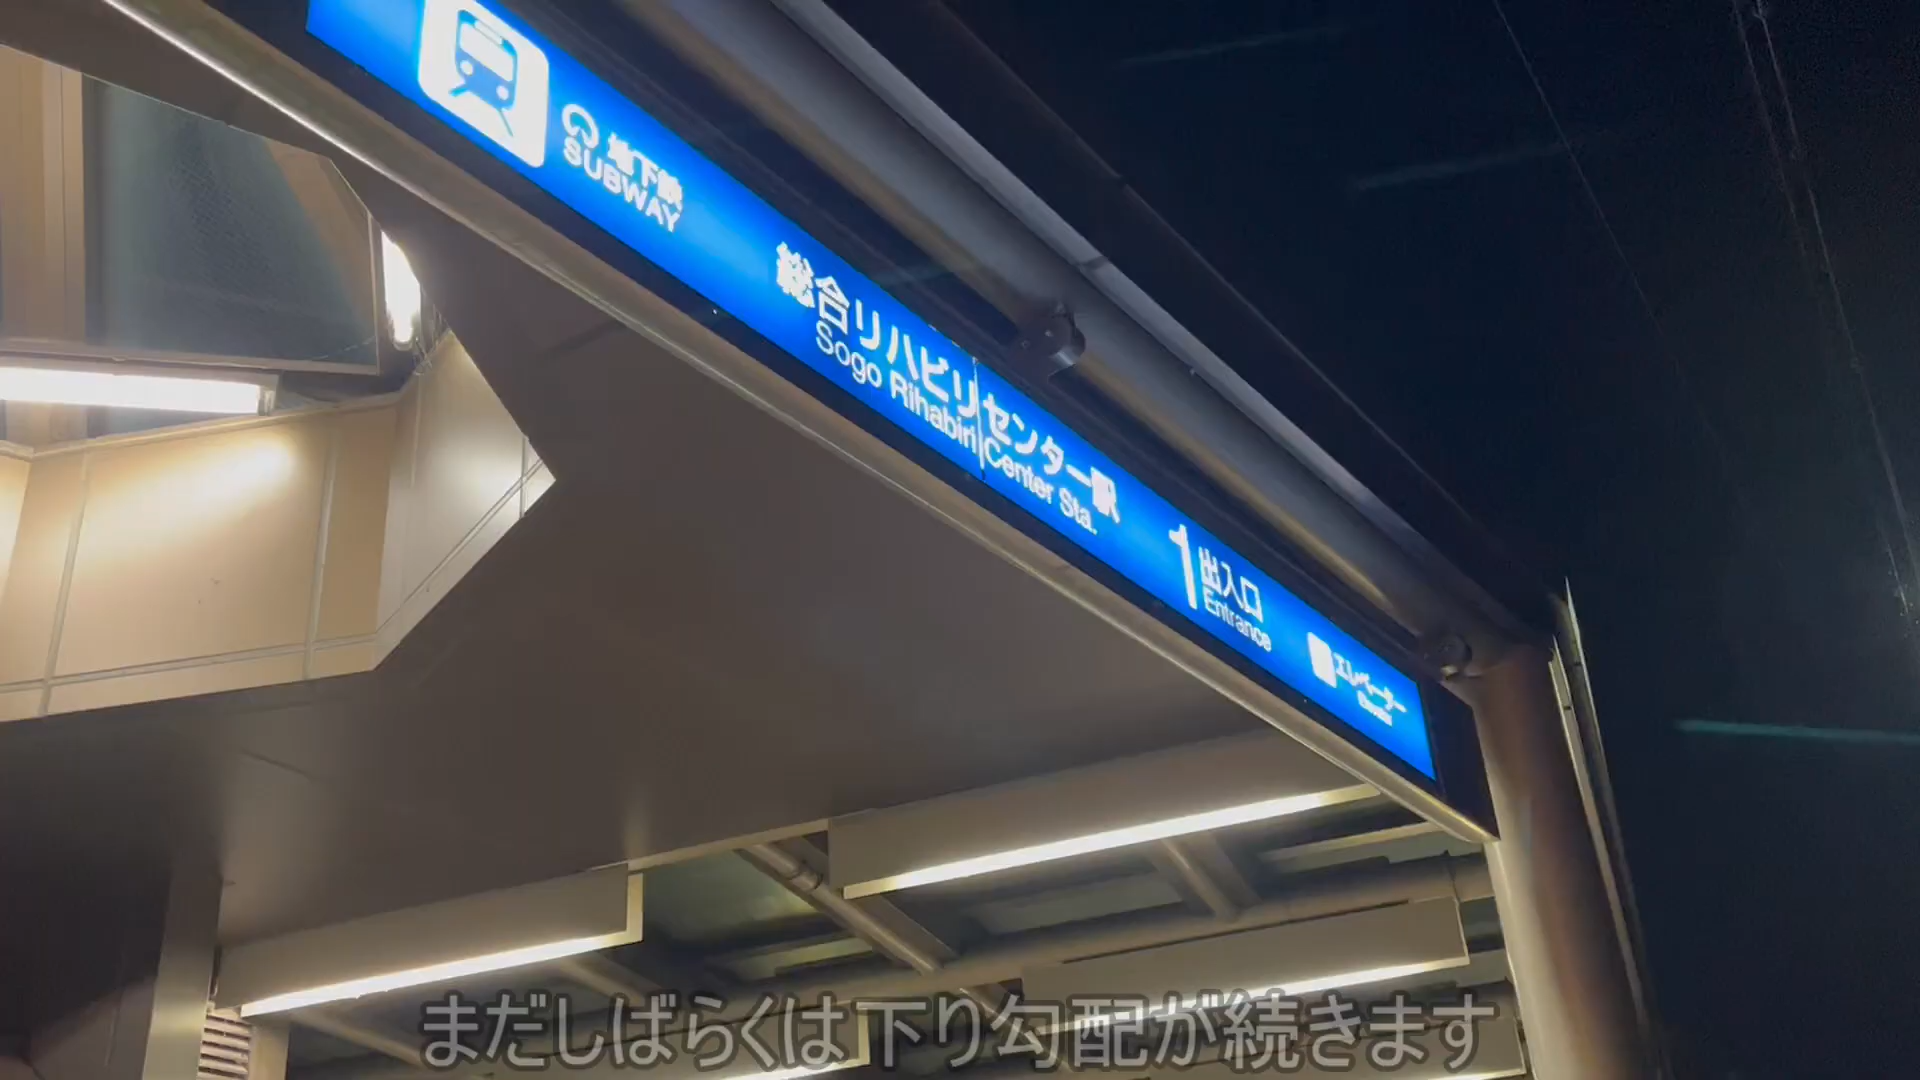 地下鉄
SUBWAY
総合リハビリセンター駅
Sogo Rihabiri Center Sta.
1 出入口
Entrance
エレベーター
Elevator
まだしばらくは下り勾配が続きます